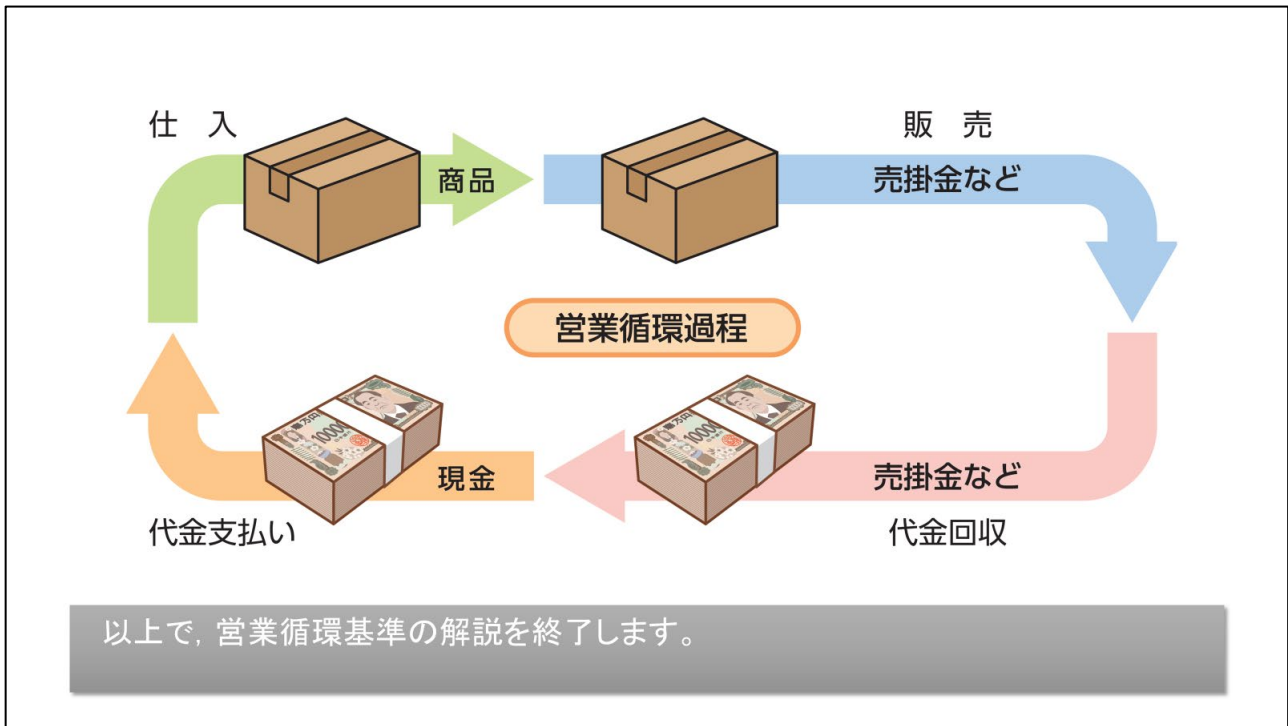 仕　入
販　売
商品
売掛金など
営業循環過程
現金
売掛金など
代金支払い
代金回収
以上で, 営業循環基準の解説を終了します。